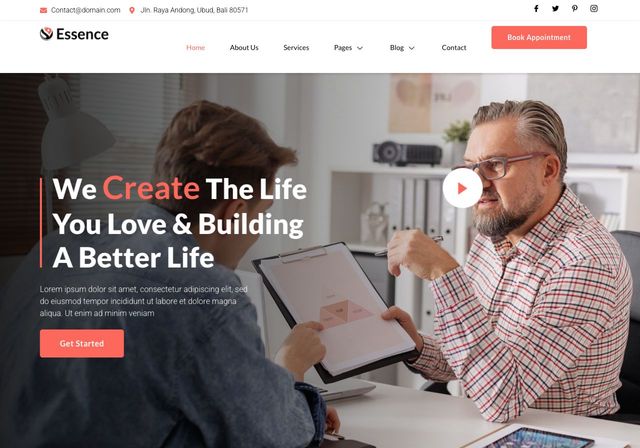 Contact@domain.com Jln. Raya Andong, Ubud, Bali 80571
Essence
Home About Us Services Pages Blog Contact
Book Appointment
We Create The Life
You Love & Building
A Better Life
Lorem ipsum dolor sit amet, consectetur adipiscing elit, sed
do eiusmod tempor incididunt ut labore et dolore magna
aliqua. Ut enim ad minim veniam
Get Started